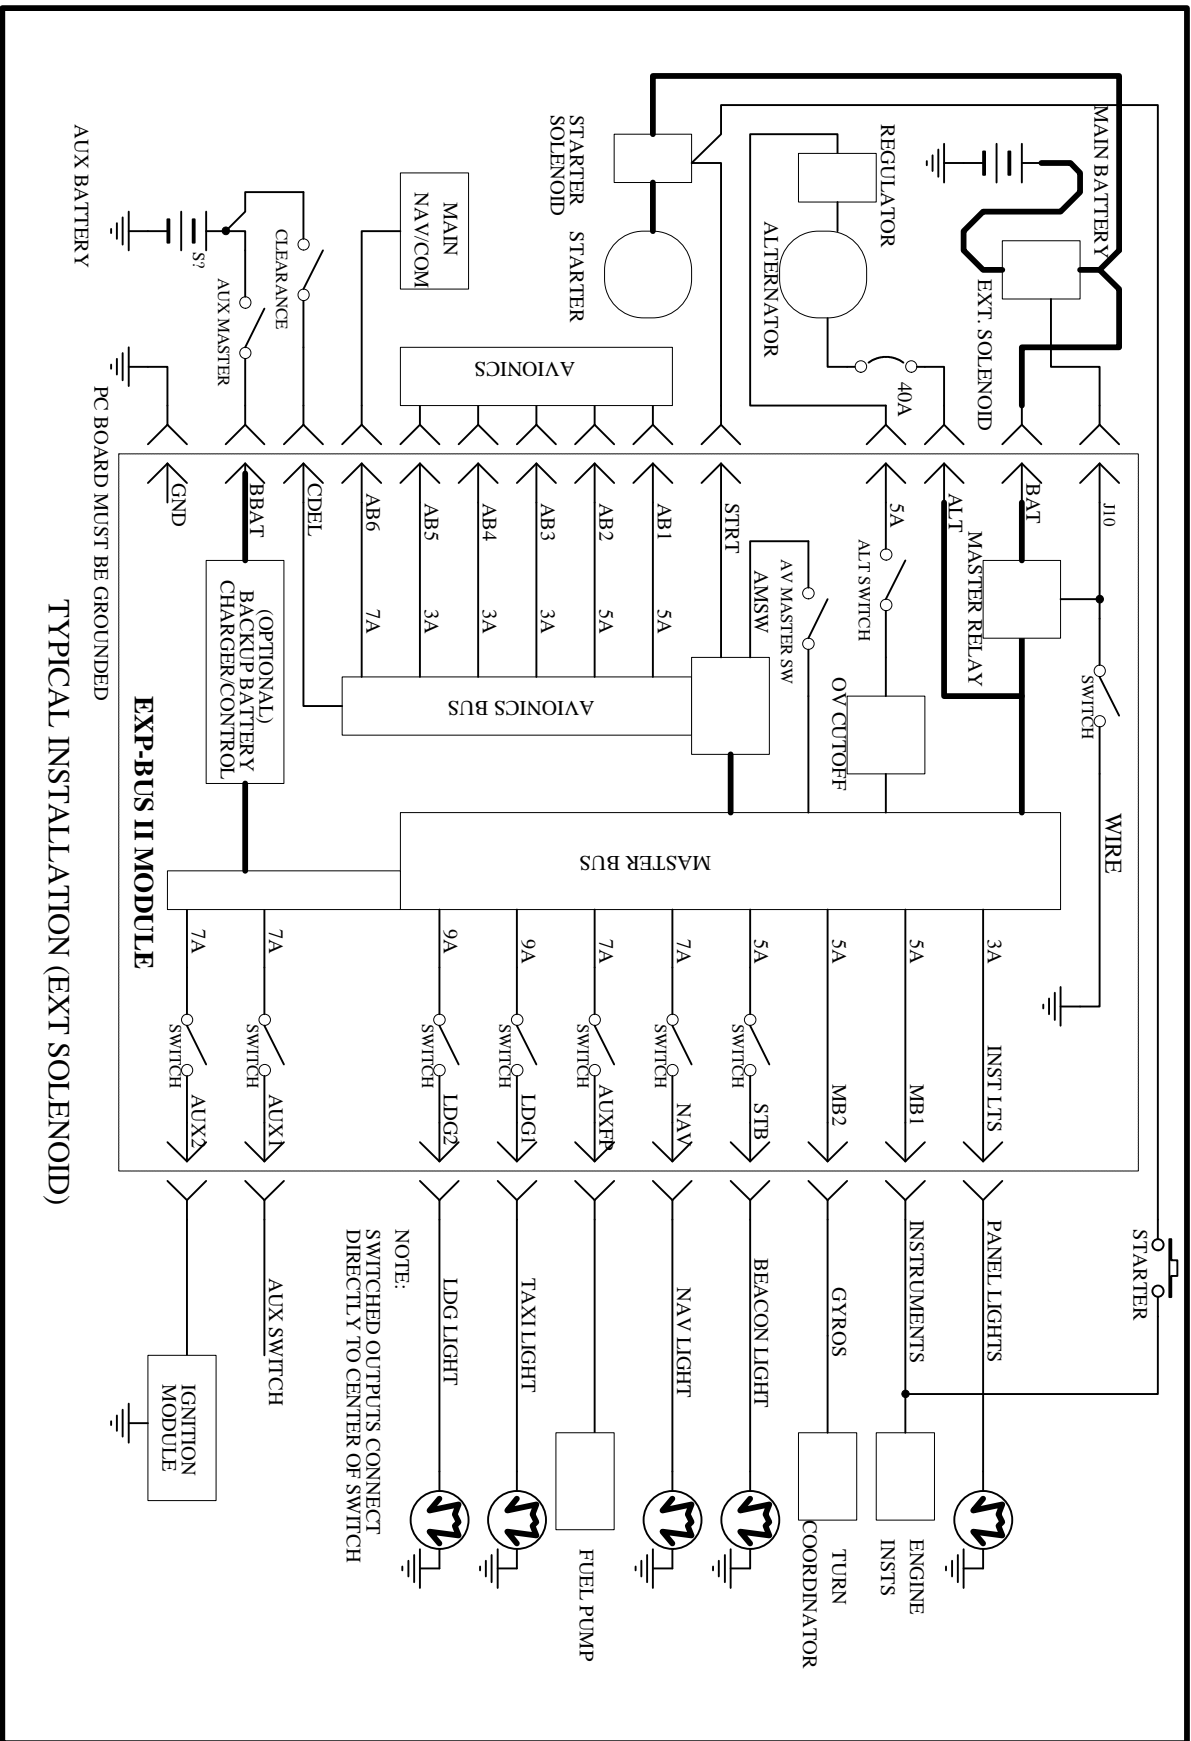 MAIN BATTERY
EXT. SOLENOID
REGULATOR
ALTERNATOR
40A
STARTER
SOLENOID
STARTER
MAIN
NAV/COM
AVIONICS
CLEARANCE
S?
AUX MASTER
AUX BATTERY
PC BOARD MUST BE GROUNDED
J10
SWITCH
WIRE
BAT
MASTER RELAY
ALT
5A
ALT SWITCH
OV CUTOFF
AV MASTER SW
AMSW
STRT
AB1
5A
AB2
5A
AB3
3A
AB4
3A
AB5
3A
AB6
7A
AVIONICS BUS
CDEL
BBAT
(OPTIONAL)
BACKUP BATTERY
CHARGER/CONTROL
GND
MASTER BUS
EXP-BUS II MODULE
3A
INST LTS
PANEL LIGHTS
5A
MB1
INSTRUMENTS
ENGINE
INSTS
5A
MB2
GYROS
TURN
COORDINATOR
5A
SWITCH
STB
BEACON LIGHT
7A
SWITCH
NAV
NAV LIGHT
7A
SWITCH
AUXFP
FUEL PUMP
9A
SWITCH
LDG1
TAXI LIGHT
9A
SWITCH
LDG2
LDG LIGHT
7A
SWITCH
AUX1
AUX SWITCH
7A
SWITCH
AUX2
IGNITION
MODULE
STARTER
NOTE:
SWITCHED OUTPUTS CONNECT
DIRECTLY TO CENTER OF SWITCH
TYPICAL INSTALLATION (EXT SOLENOID)